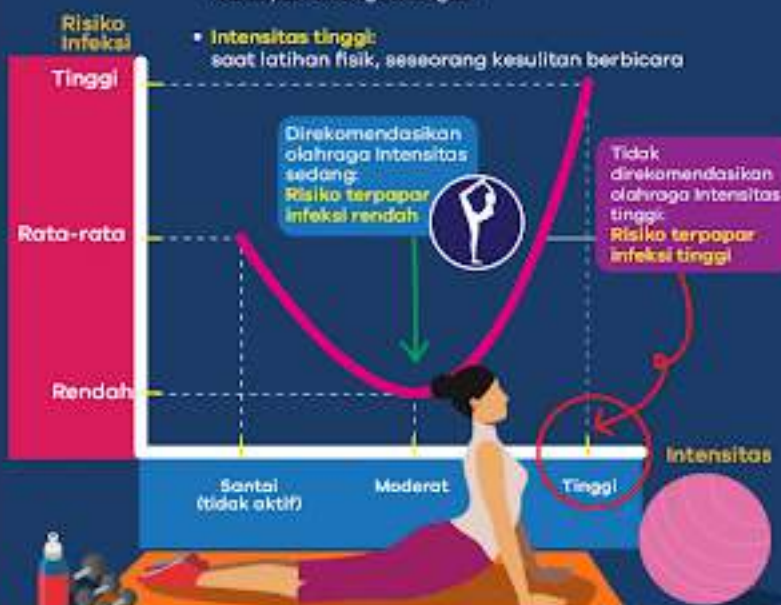 Risiko
Infeksi
• Intensitas tinggi:
saat latihan fisik, seseorang kesulitan berbicara
Tinggi
Direkomendasikan
olahraga Intensitas
sedang:
Risiko terpapar
infeksi rendah
Tidak
direkomendasikan
olahraga Intensitas
tinggi:
Risiko terpapar
infeksi tinggi
Rata-rata
Rendah
Intensitas
Santai
(tidak aktif)
Moderat
Tinggi